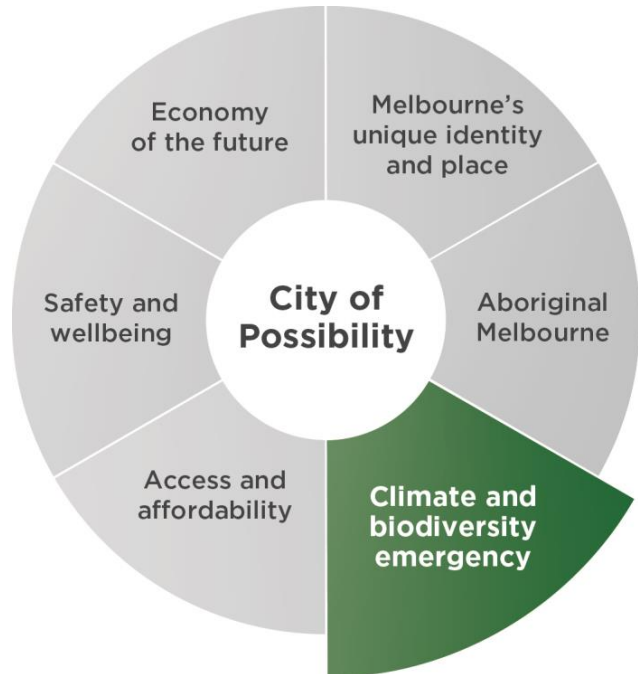 Economy
of the future
Melbourne's
unique identity
and place
Safety and
wellbeing
City of
Possibility
Aboriginal
Melbourne
Access and
affordability
Climate and
biodiversity
emergency